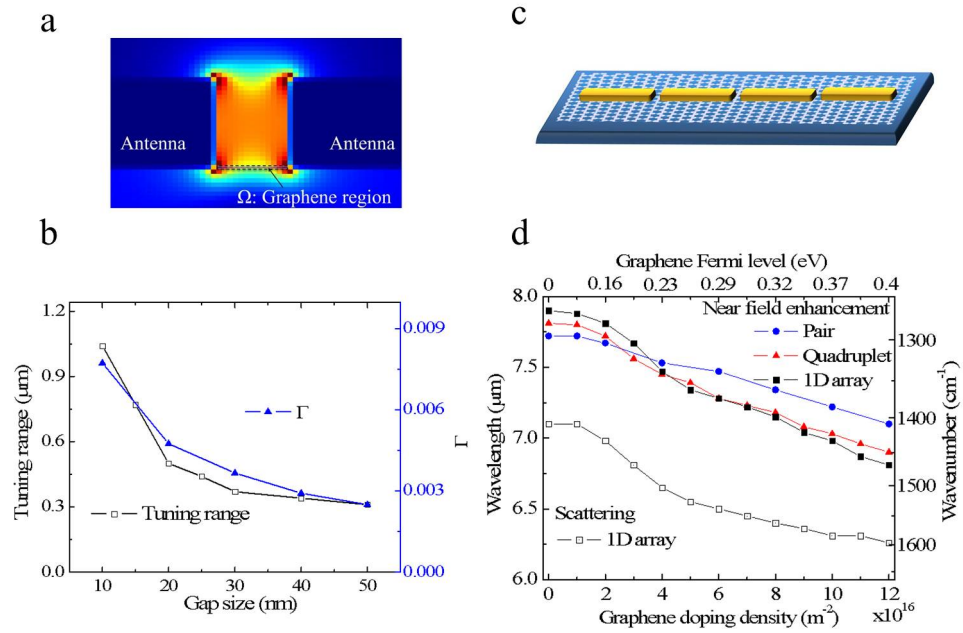 a
Antenna
Antenna
Ω: Graphene region
b
1.2
0.9
0.6
0.3
0.0
Tuning range (μm)
0.009
0.006
0.003
0.000
Γ
Γ
Tuning range
10
20
30
40
50
Gap size (nm)
c
d
Graphene Fermi level (eV)
0
0.16
0.23
0.29
0.32
0.37
0.4
8.0
7.5
7.0
6.5
6.0
Wavelength (μm)
Near field enhancement
Pair
Quadruplet
1D array
Scattering
1D array
1300
1400
1500
1600
Wavenumber (cm⁻¹)
0
2
4
6
8
10
12
x10¹⁶
Graphene doping density (m⁻²)